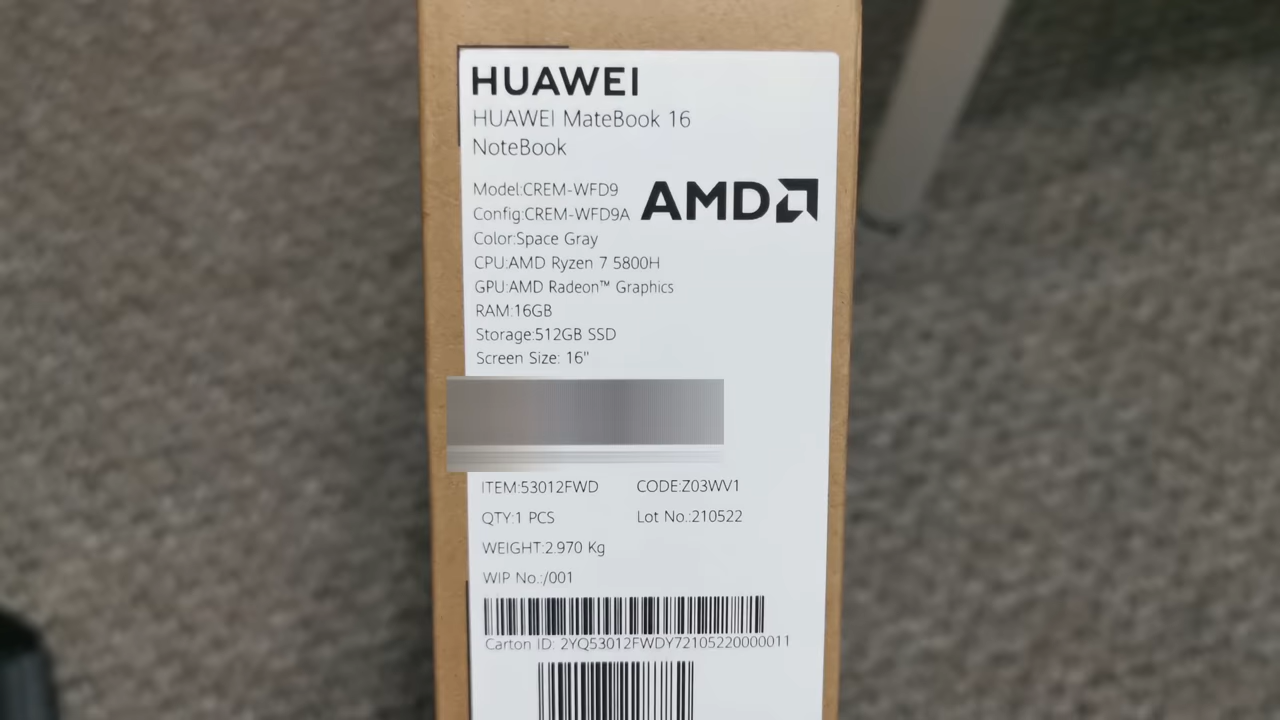 HUAWEI
HUAWEI MateBook 16
NoteBook
Model:CREM-WFD9
Config:CREM-WFD9A
AMD
Color:Space Gray
CPU:AMD Ryzen 7 5800H
GPU:AMD Radeon™ Graphics
RAM:16GB
Storage:512GB SSD
Screen Size: 16"
ITEM:53012FWD CODE:Z03WV1
QTY:1 PCS Lot No.:210522
WEIGHT:2.970 Kg
WIP No.:/001
Carton ID: 2YQ53012FWDY72105220000011